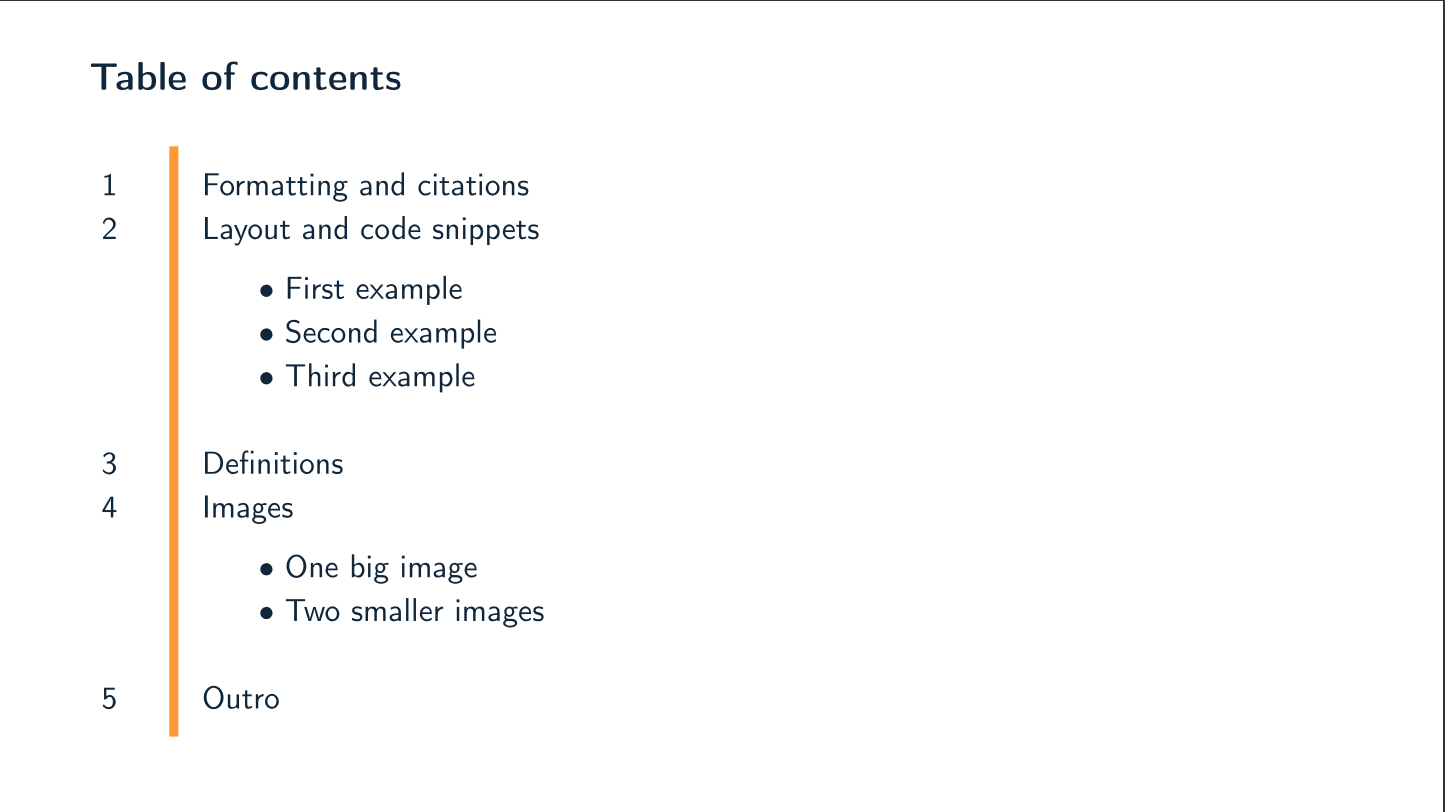 Table of contents
1 Formatting and citations
2 Layout and code snippets
• First example
• Second example
• Third example
3 Definitions
4 Images
• One big image
• Two smaller images
5 Outro